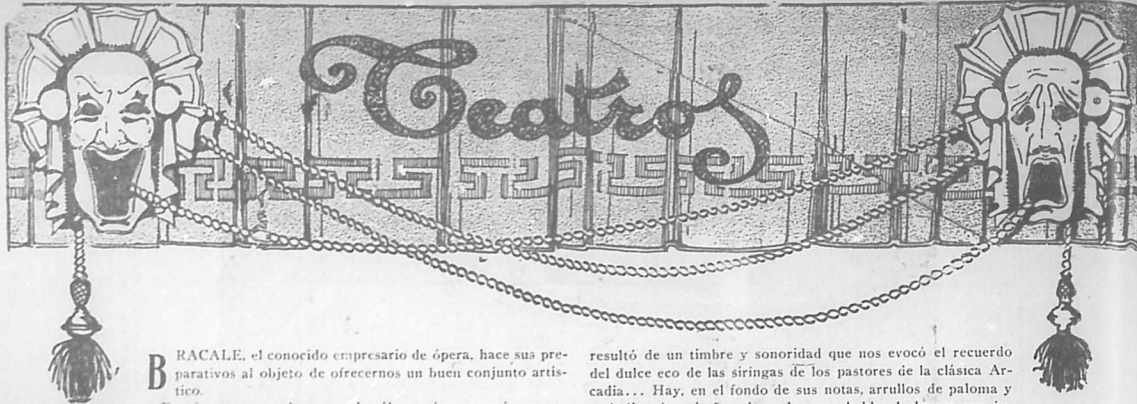 Teatros
BRACALE, el conocido empresario de ópera, hace sus pre-
parativos al objeto de ofrecernos un buen conjunto artís-
tico.
resultó de un timbre y sonoridad que nos evocó el recuerdo
del dulce eco de las siringas de los pastores de la clásica Ar-
cadia... Hay, en el fondo de sus notas, arrullos de paloma y